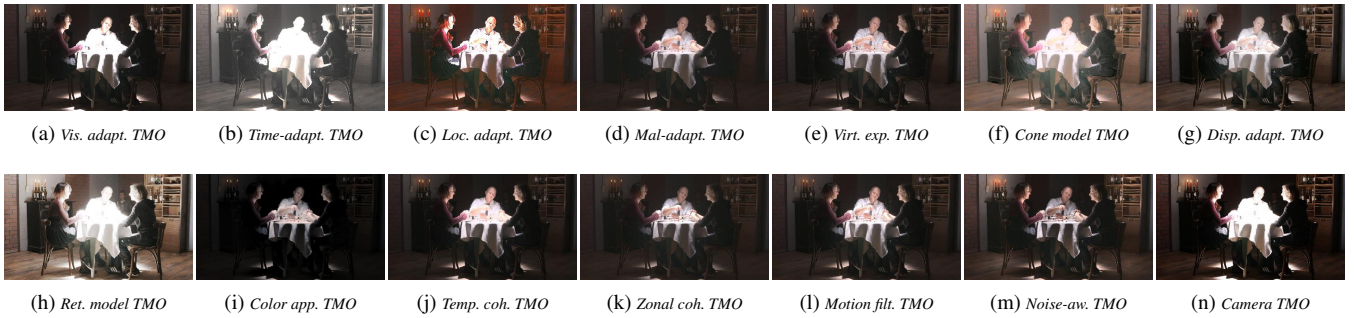 (a) Vis. adapt. TMO (b) Time-adapt. TMO (c) Loc. adapt. TMO (d) Mal-adapt. TMO (e) Virt. exp. TMO (f) Cone model TMO (g) Disp. adapt. TMO
(h) Ret. model TMO (i) Color app. TMO (j) Temp. coh. TMO (k) Zonal coh. TMO (l) Motion filt. TMO (m) Noise-aw. TMO (n) Camera TMO